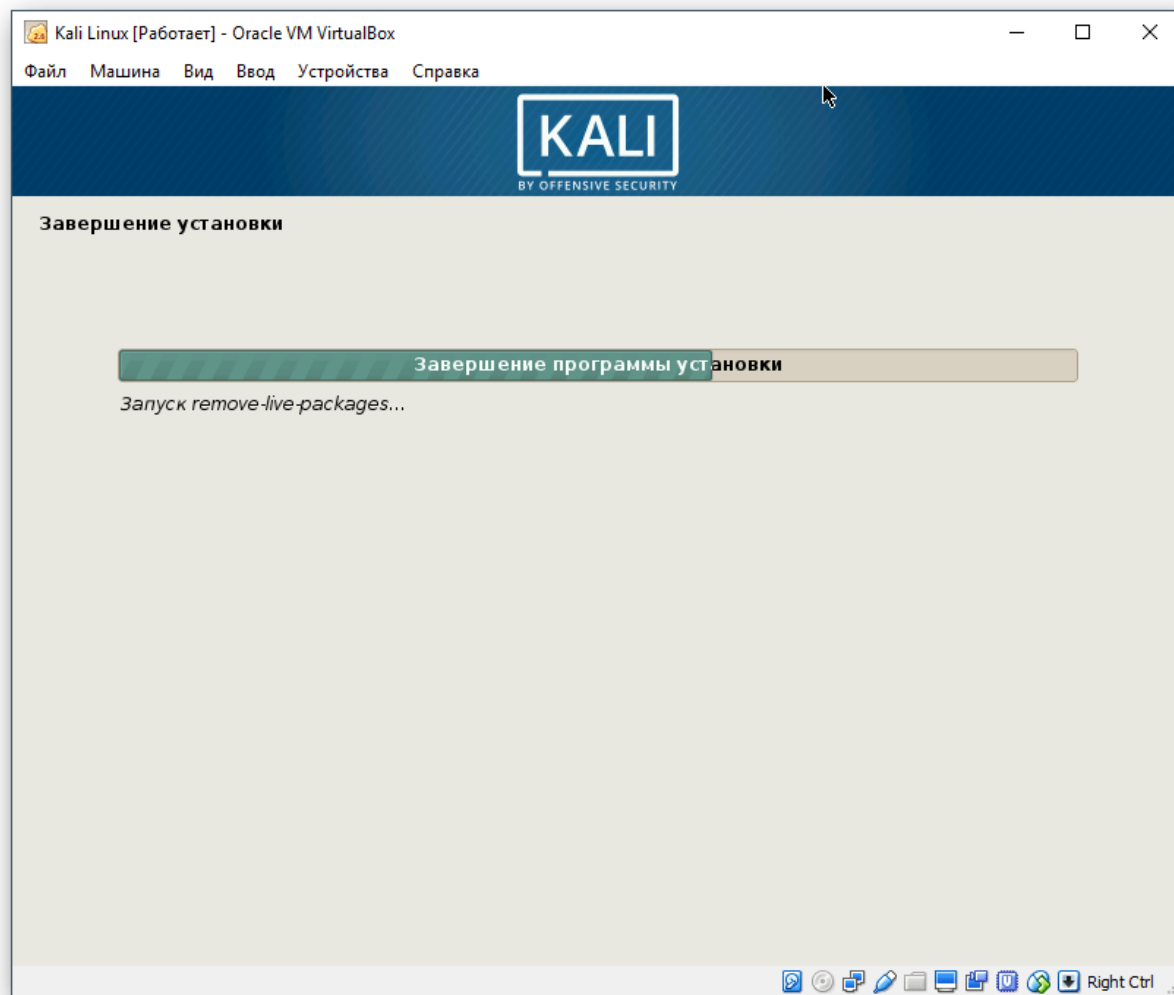 Kali Linux [Работает] - Oracle VM VirtualBox
Файл Машина Вид Ввод Устройства Справка
KALI
BY OFFENSIVE SECURITY
Завершение установки
Завершение программы установки
Запуск remove-live-packages...
Right Ctrl